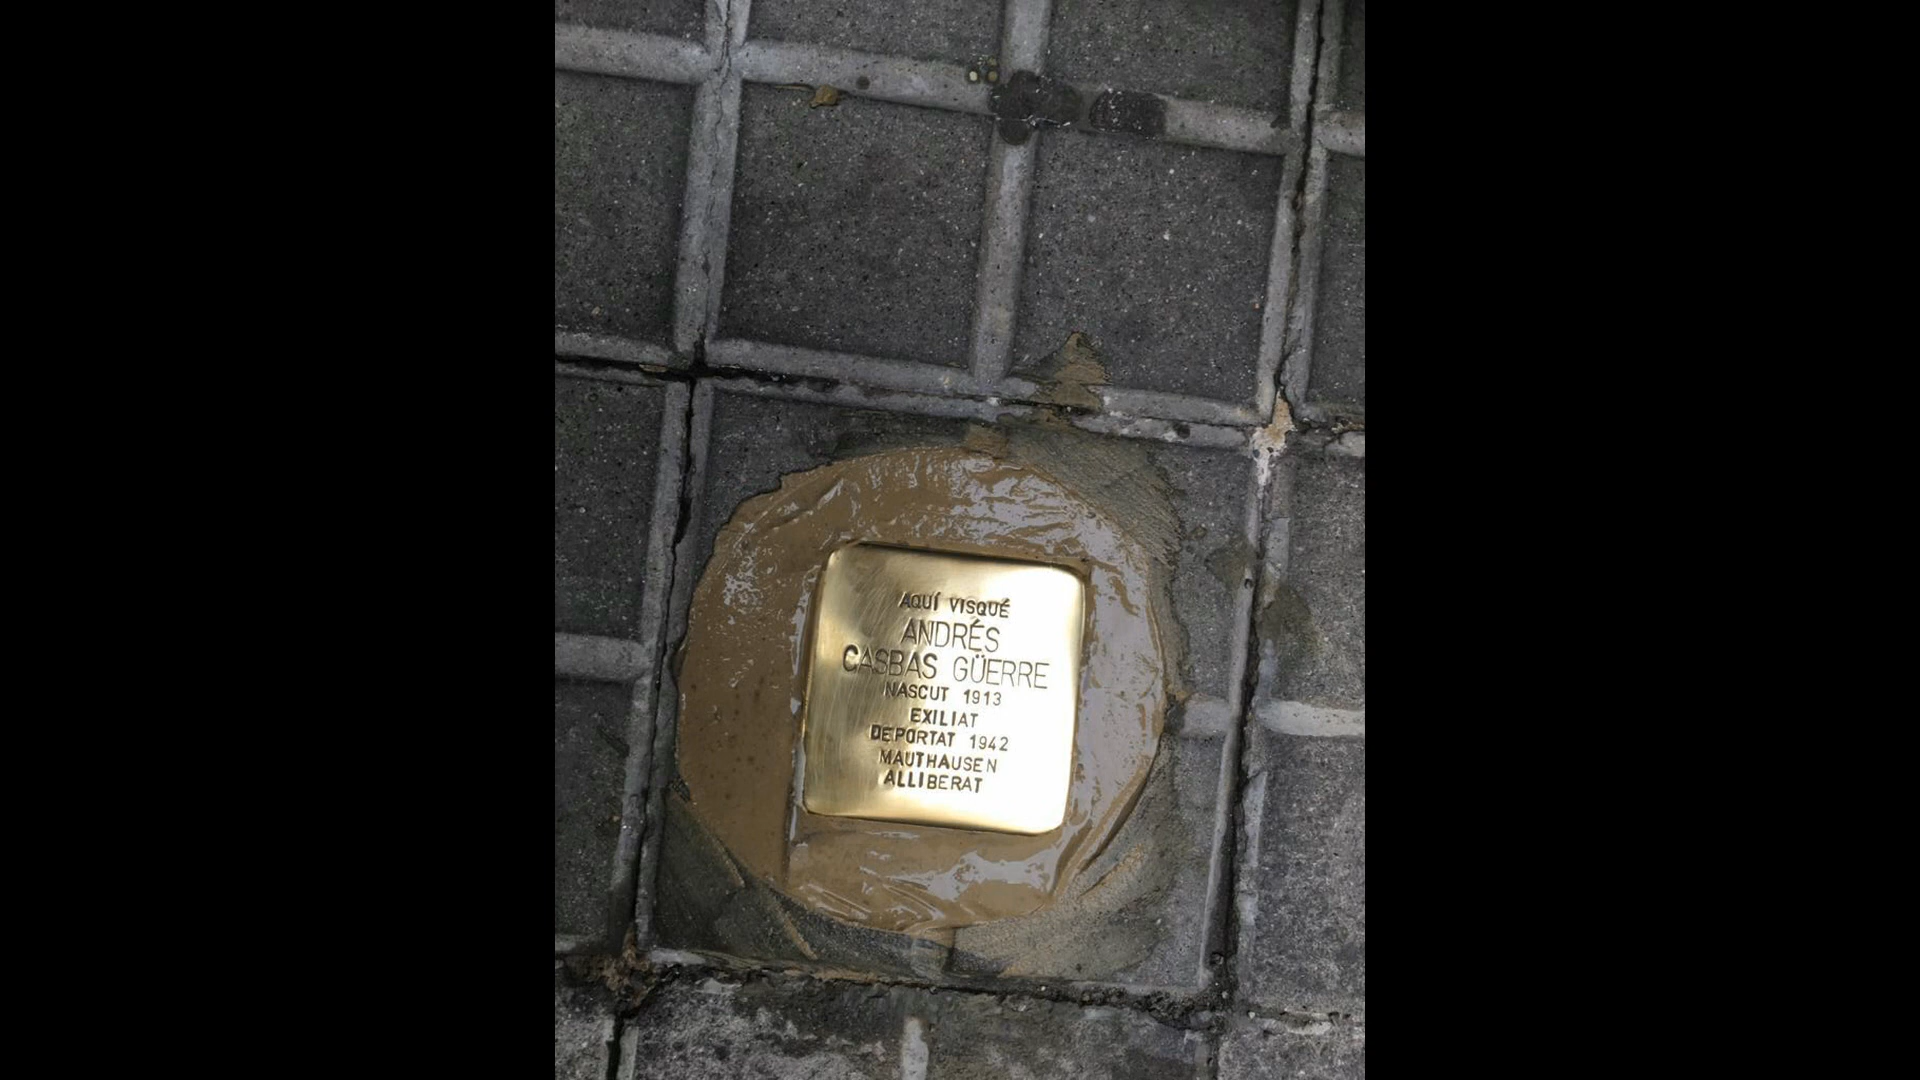 AQUÍ VISQUÉ
ANDRÉS
CASBAS GÜERRE
NASCUT 1913
EXILIAT
DEPORTAT 1942
MAUTHAUSEN
ALLIBERAT